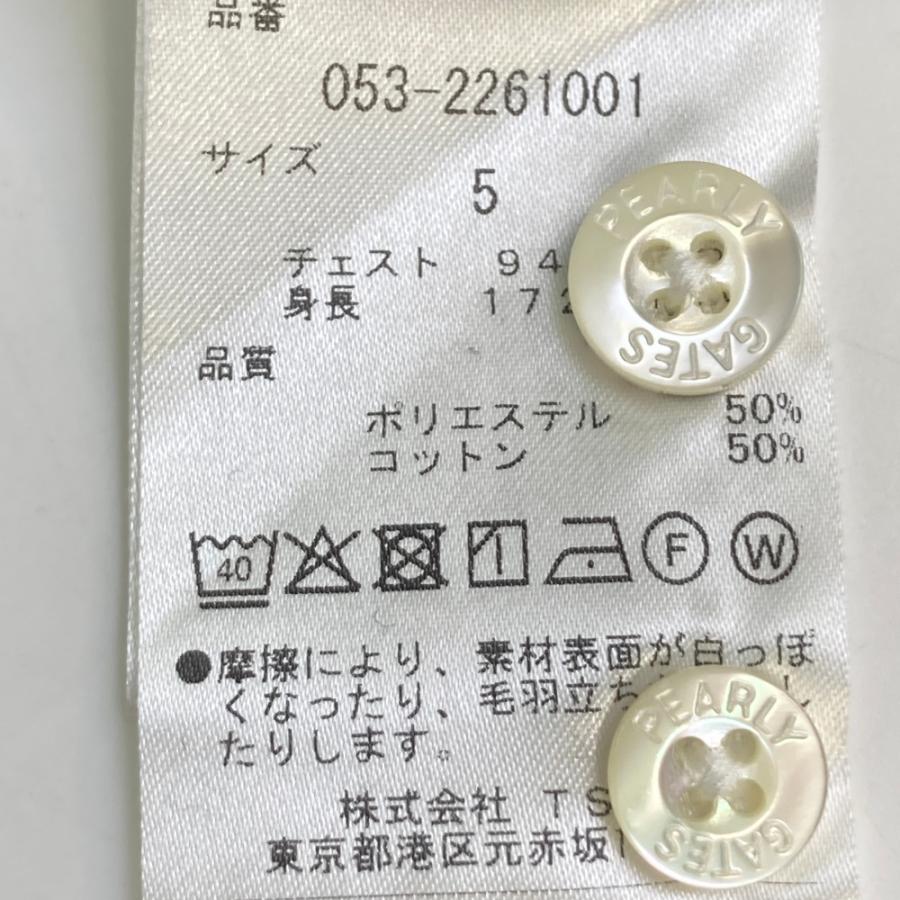 品番
053-2261001
サイズ
5
チェスト 94
身長 172
品質
ポリエステル 50%
コットン 50%
40 F W
●摩擦により、素材表面が白っぽ
くなったり、毛羽立ち
たりします。
株式会社 TS
東京都港区元赤坂1
PEARLY
GATES
PEARLY
GATES